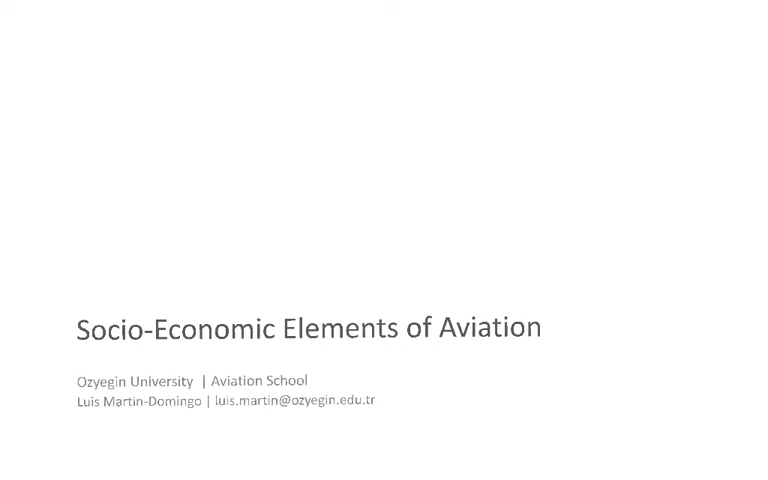 Socio-Economic Elements of Aviation
Ozyegin University | Aviation School
Luis Martin-Domingo | luis.martin@ozyegin.edu.tr